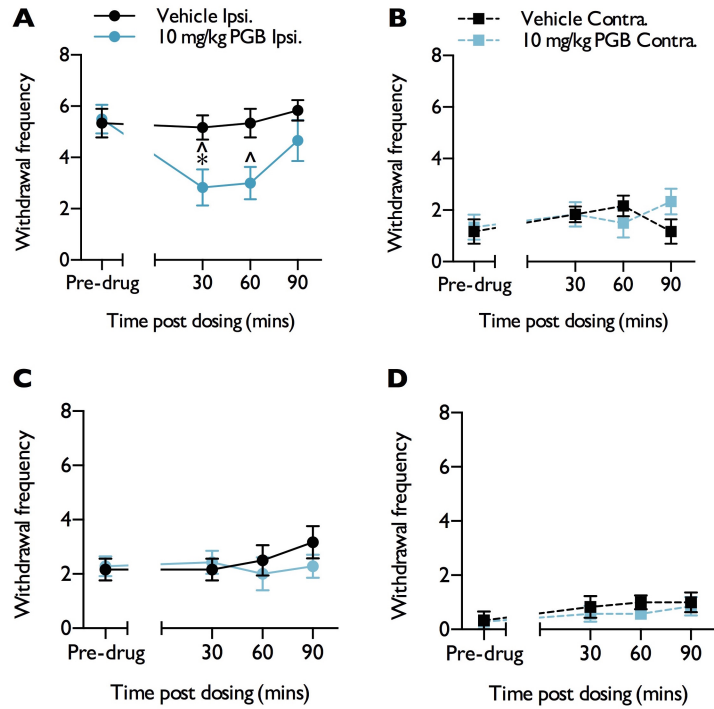 A
Vehicle Ipsi.
10 mg/kg PGB Ipsi.
Withdrawal frequency
8
6
4
2
0
^
*
^
Pre-drug 30 60 90
Time post dosing (mins)
B
Vehicle Contra.
10 mg/kg PGB Contra.
Withdrawal frequency
8
6
4
2
0
Pre-drug 30 60 90
Time post dosing (mins)
C
Withdrawal frequency
8
6
4
2
0
Pre-drug 30 60 90
Time post dosing (mins)
D
Withdrawal frequency
8
6
4
2
0
Pre-drug 30 60 90
Time post dosing (mins)